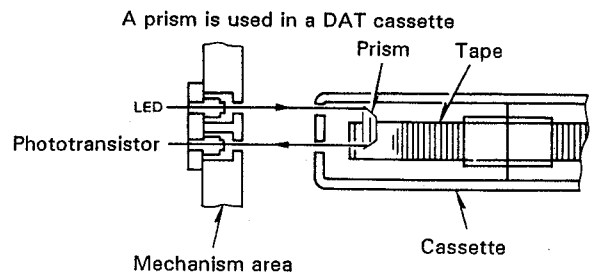 A prism is used in a DAT cassette
Prism
Tape
LED
Phototransistor
Cassette
Mechanism area